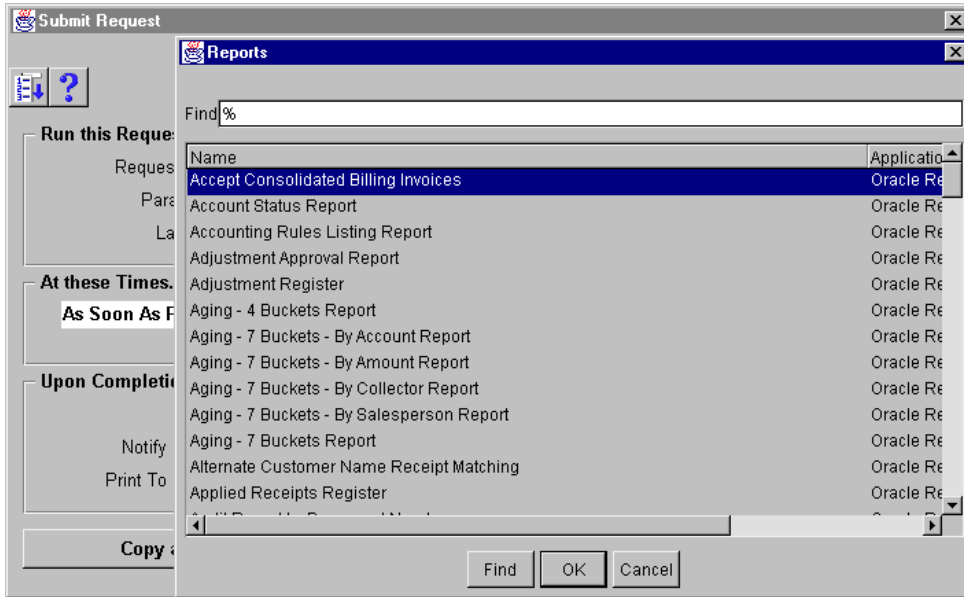 Submit Request
Reports
Find %
Run this Reque
Reques
Para
La
At these Times.
As Soon As P
Upon Completi
Notify
Print To
Copy a
Name Applicatio
Accept Consolidated Billing Invoices Oracle Re
Account Status Report Oracle Re
Accounting Rules Listing Report Oracle Re
Adjustment Approval Report Oracle Re
Adjustment Register Oracle Re
Aging - 4 Buckets Report Oracle Re
Aging - 7 Buckets - By Account Report Oracle Re
Aging - 7 Buckets - By Amount Report Oracle Re
Aging - 7 Buckets - By Collector Report Oracle Re
Aging - 7 Buckets - By Salesperson Report Oracle Re
Aging - 7 Buckets Report Oracle Re
Alternate Customer Name Receipt Matching Oracle Re
Applied Receipts Register Oracle Re
Find OK Cancel